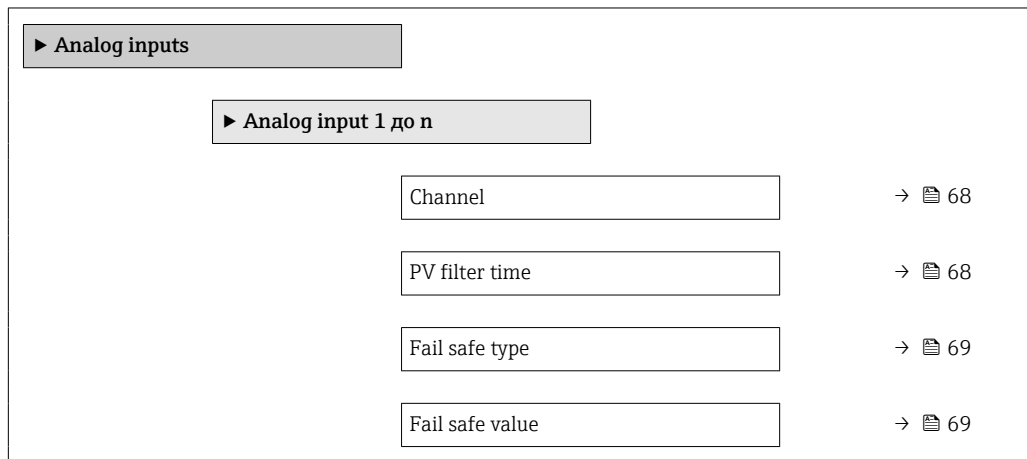 ▶ Analog inputs
▶ Analog input 1 до n
Channel → 68
PV filter time → 68
Fail safe type → 69
Fail safe value → 69